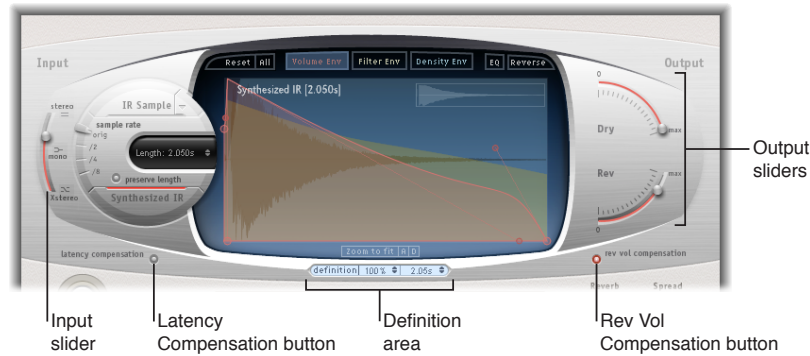 Input
Output
Reset All Volume Env Filter Env Density Env EQ Reverse
Synthesized IR [2.050s]
stereo
mono
Xstereo
IR Sample
sample rate
orig
/2
/4
/8
Length: 2.050s
preserve length
Synthesized IR
0
Dry
max
Rev
max
0
Zoom to fit A D
latency compensation
definition 100% 2.05s
rev vol compensation
Reverb Spread
Output
sliders
Input
slider
Latency
Compensation button
Definition
area
Rev Vol
Compensation button